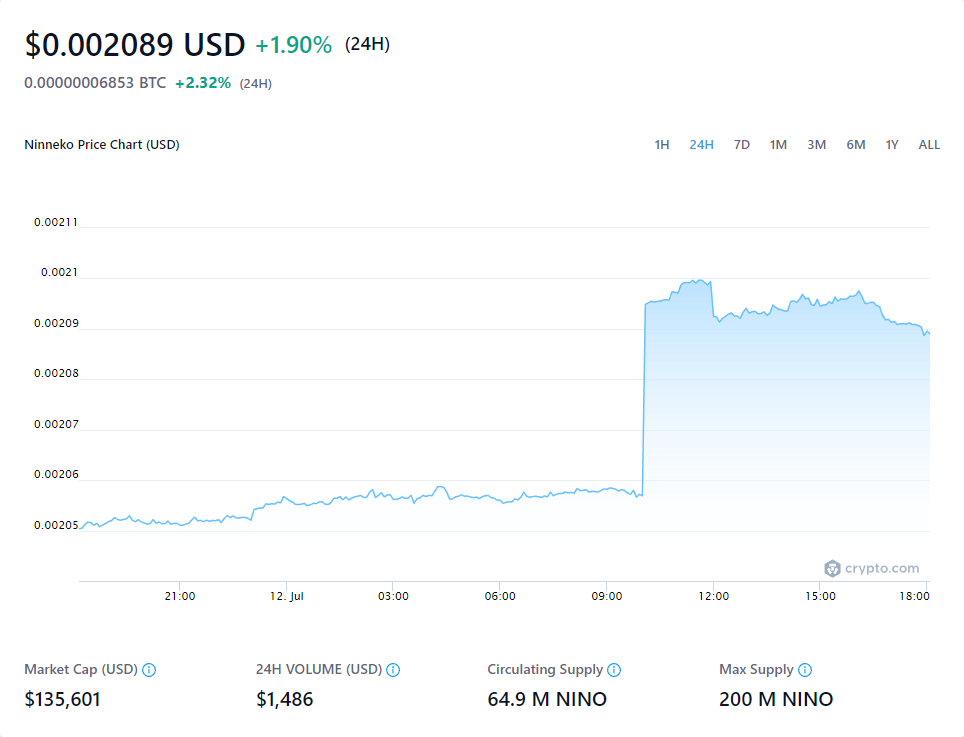 $0.002089 USD +1.90% (24H)
0.00000006853 BTC +2.32% (24H)
Ninneko Price Chart (USD) 1H 24H 7D 1M 3M 6M 1Y ALL
0.00211
0.0021
0.00209
0.00208
0.00207
0.00206
0.00205
crypto.com
21:00 12. Jul 03:00 06:00 09:00 12:00 15:00 18:00
Market Cap (USD) 24H VOLUME (USD) Circulating Supply Max Supply
$135,601 $1,486 64.9 M NINO 200 M NINO